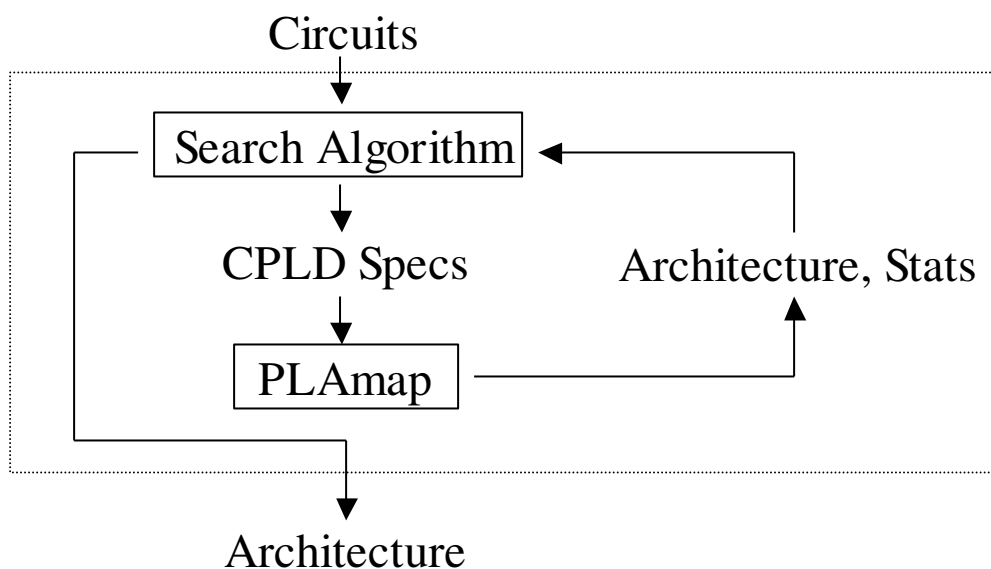 Circuits
Search Algorithm
CPLD Specs
Architecture, Stats
PLAmap
Architecture